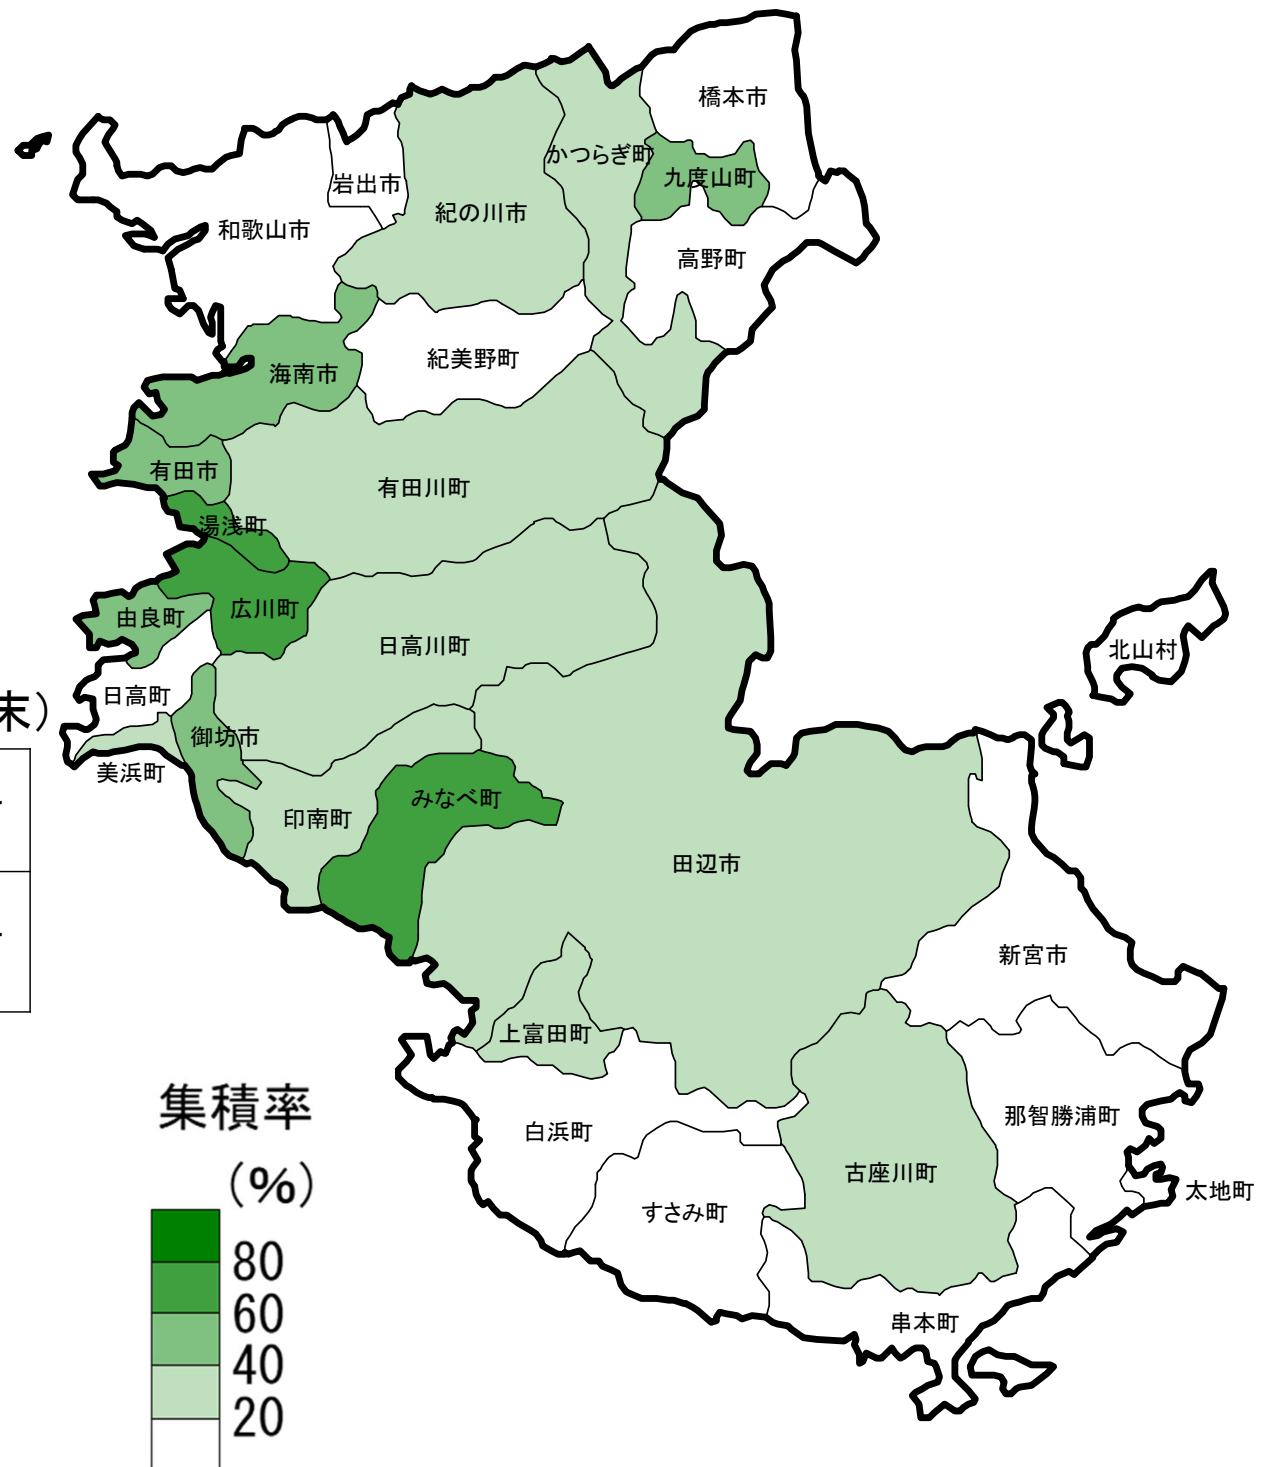 橋本市
かつらぎ町
九度山町
岩出市
紀の川市
和歌山市
高野町
紀美野町
海南市
有田市
有田川町
湯浅町
広川町
由良町
日高川町
北山村
日高町
末)
御坊市
美浜町
みなべ町
印南町
田辺市
新宮市
上富田町
那智勝浦町
白浜町
古座川町
太地町
すさみ町
串本町
集積率
(%)
80
60
40
20